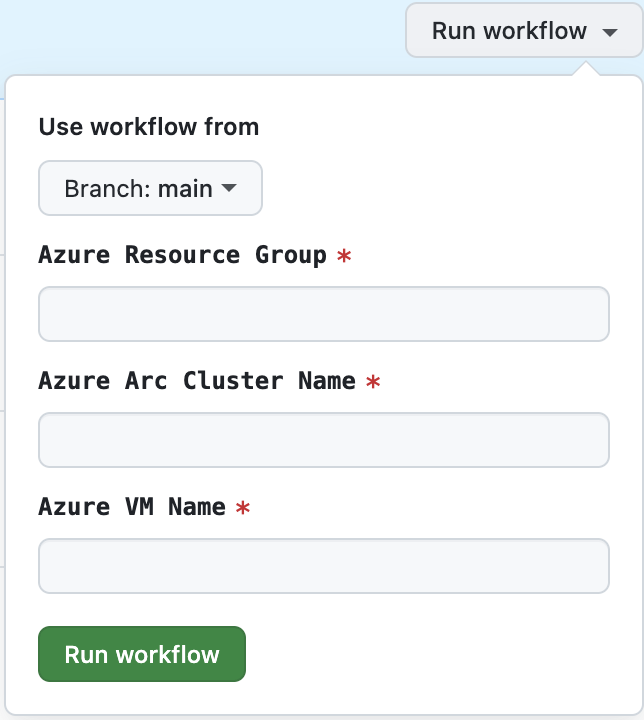 Run workflow
Use workflow from
Branch: main
Azure Resource Group *
Azure Arc Cluster Name *
Azure VM Name *
Run workflow